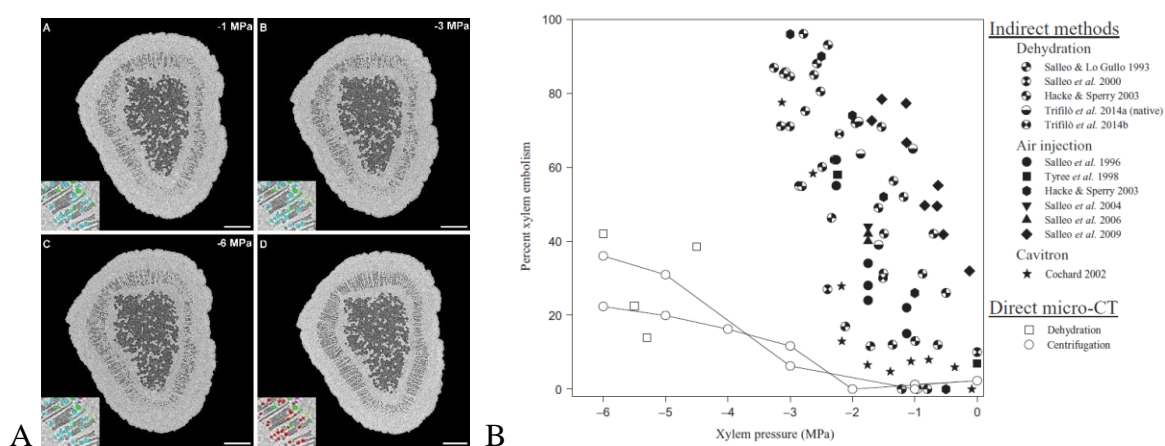 A
-1 MPa
B
-3 MPa
C
-6 MPa
D
A
B
Percent xylem embolism
100
80
60
40
20
0
-6
-5
-4
-3
-2
-1
0
Xylem pressure (MPa)
Indirect methods
Dehydration
Salleo & Lo Gullo 1993
Salleo et al. 2000
Hacke & Sperry 2003
Trifilò et al. 2014a (native)
Trifilò et al. 2014b
Air injection
Salleo et al. 1996
Tyree et al. 1998
Hacke & Sperry 2003
Salleo et al. 2004
Salleo et al. 2006
Salleo et al. 2009
Cavitron
Cochard 2002
Direct micro-CT
Dehydration
Centrifugation